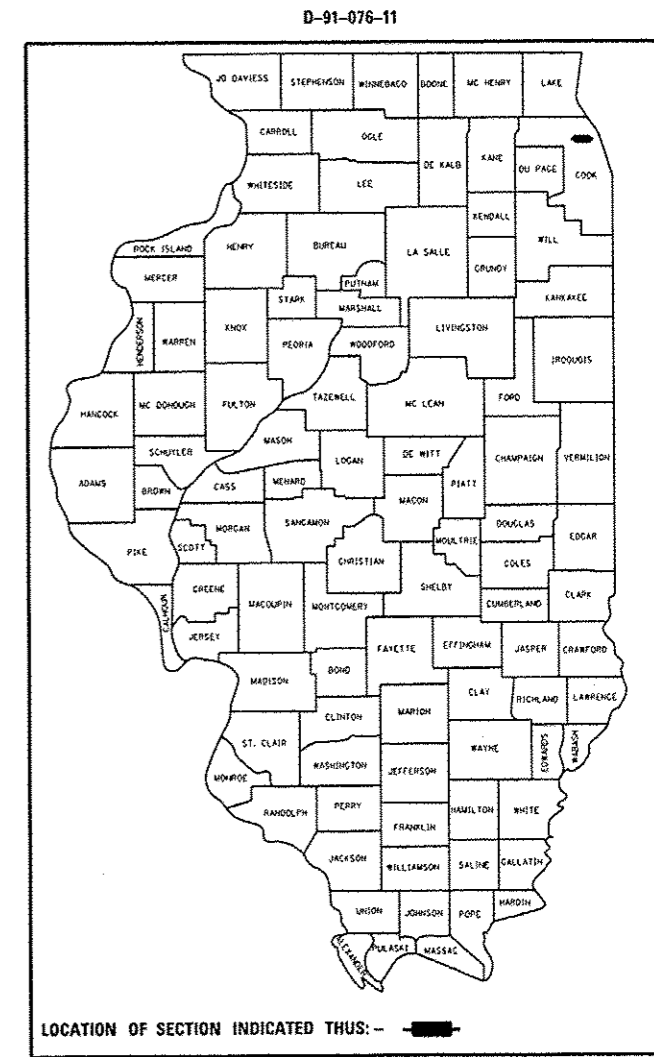 D-91-076-11
JO DAVIESS STEPHENSON WINNEBAGO BOONE MC HENRY LAKE
CARROLL OGLE DE KALB KANE DU PAGE COOK
WHITESIDE LEE
KENDALL WILL
ROCK ISLAND HENRY BUREAU LA SALLE GRUNDY
MERCER PUTNAM KANKAKEE
STARK MARSHALL
HENDERSON WARREN KNOX PEORIA WOODFORD LIVINGSTON IROQUOIS
HANCOCK MC DONOUGH FULTON TAZEWELL MC LEAN FORD
MASON
SCHUYLER LOGAN DE WITT CHAMPAIGN VERMILION
ADAMS BROWN CASS MENARD PIATT
MACON
MORGAN SANGAMON DOUGLAS
PIKE SCOTT CHRISTIAN MOULTRIE EDGAR
COLES
GREENE SHELBY
CALHOUN MACOUPIN MONTGOMERY CUMBERLAND CLARK
JERSEY
FAYETTE EFFINGHAM JASPER CRAWFORD
MADISON BOND
CLAY RICHLAND LAWRENCE
CLINTON MARION
ST. CLAIR WAYNE EDWARDS WABASH
WASHINGTON JEFFERSON
MONROE
RANDOLPH PERRY HAMILTON WHITE
FRANKLIN
JACKSON WILLIAMSON SALINE GALLATIN
UNION JOHNSON POPE HARDIN
ALEXANDER PULASKI MASSAC
LOCATION OF SECTION INDICATED THUS: -